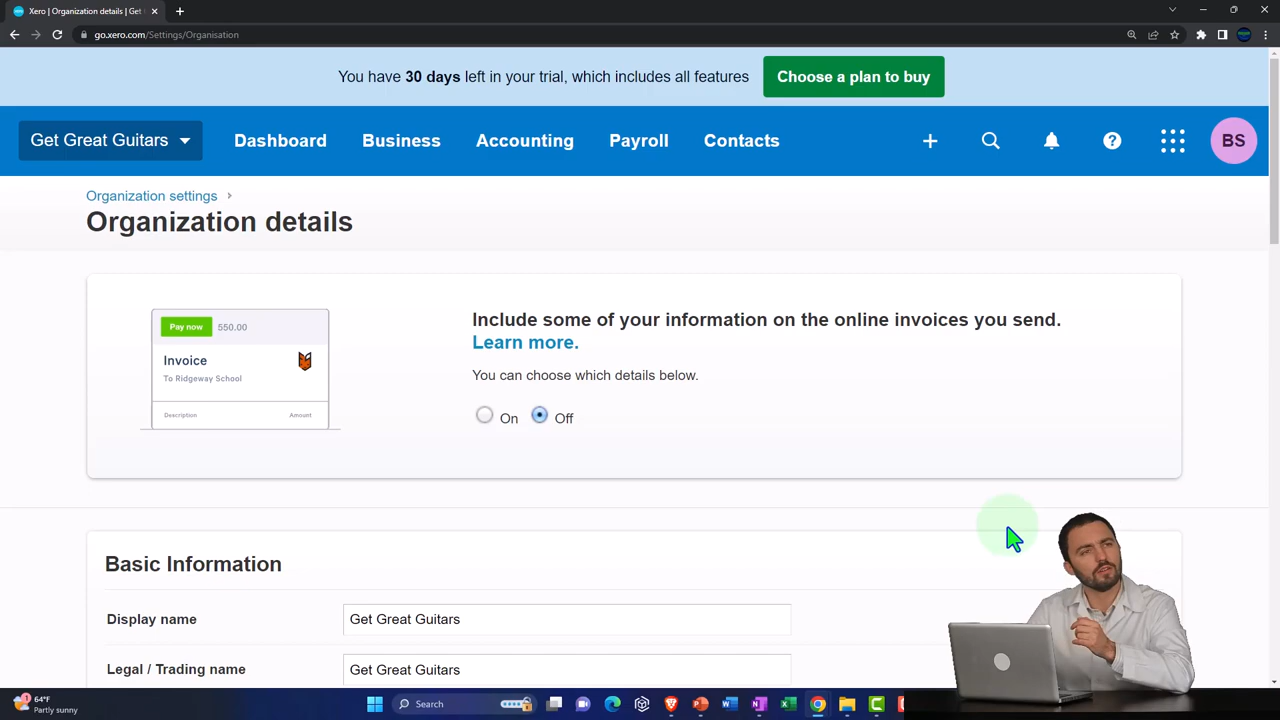 Xero | Organization details | Get
go.xero.com/Settings/Organisation
You have 30 days left in your trial, which includes all features
Choose a plan to buy
Get Great Guitars
Dashboard
Business
Accounting
Payroll
Contacts
BS
Organization settings
Organization details
Pay now 550.00
Invoice
To Ridgeway School
Description Amount
Include some of your information on the online invoices you send.
Learn more.
You can choose which details below.
On Off
Basic Information
Display name Get Great Guitars
Legal / Trading name Get Great Guitars
1
64°F
Partly sunny
Search